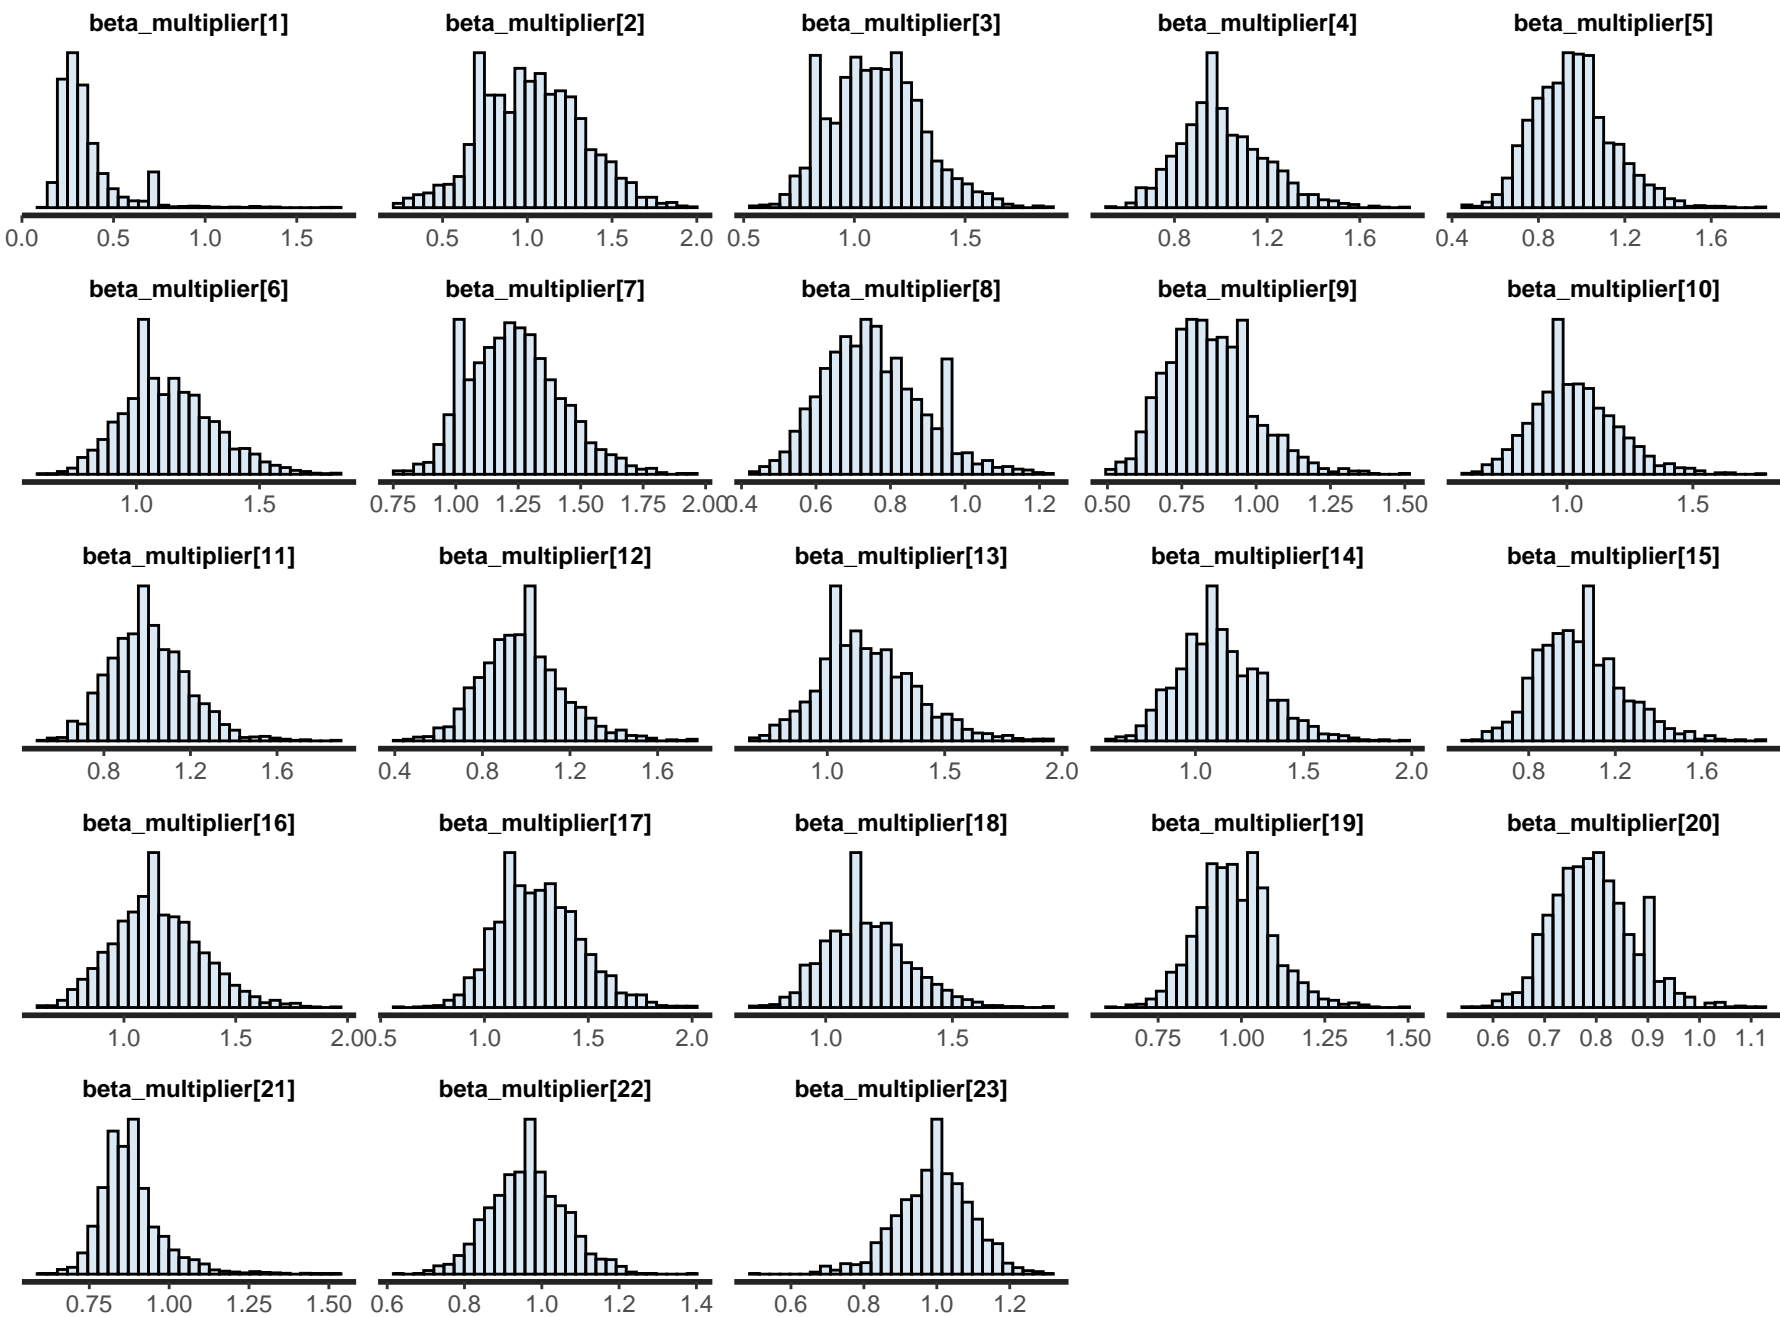 beta_multiplier[1] beta_multiplier[2] beta_multiplier[3] beta_multiplier[4] beta_multiplier[5]
0.0 0.5 1.0 1.5 0.5 1.0 1.5 2.0 0.5 1.0 1.5 0.8 1.2 1.6 0.4 0.8 1.2 1.6
beta_multiplier[6] beta_multiplier[7] beta_multiplier[8] beta_multiplier[9] beta_multiplier[10]
1.0 1.5 0.75 1.00 1.25 1.50 1.75 2.00 0.4 0.6 0.8 1.0 1.2 0.50 0.75 1.00 1.25 1.50 1.0 1.5
beta_multiplier[11] beta_multiplier[12] beta_multiplier[13] beta_multiplier[14] beta_multiplier[15]
0.8 1.2 1.6 0.4 0.8 1.2 1.6 1.0 1.5 2.0 1.0 1.5 2.0 0.8 1.2 1.6
beta_multiplier[16] beta_multiplier[17] beta_multiplier[18] beta_multiplier[19] beta_multiplier[20]
1.0 1.5 2.0 0.5 1.0 1.5 2.0 1.0 1.5 0.75 1.00 1.25 1.50 0.6 0.7 0.8 0.9 1.0 1.1
beta_multiplier[21] beta_multiplier[22] beta_multiplier[23]
0.75 1.00 1.25 1.50 0.6 0.8 1.0 1.2 1.4 0.6 0.8 1.0 1.2